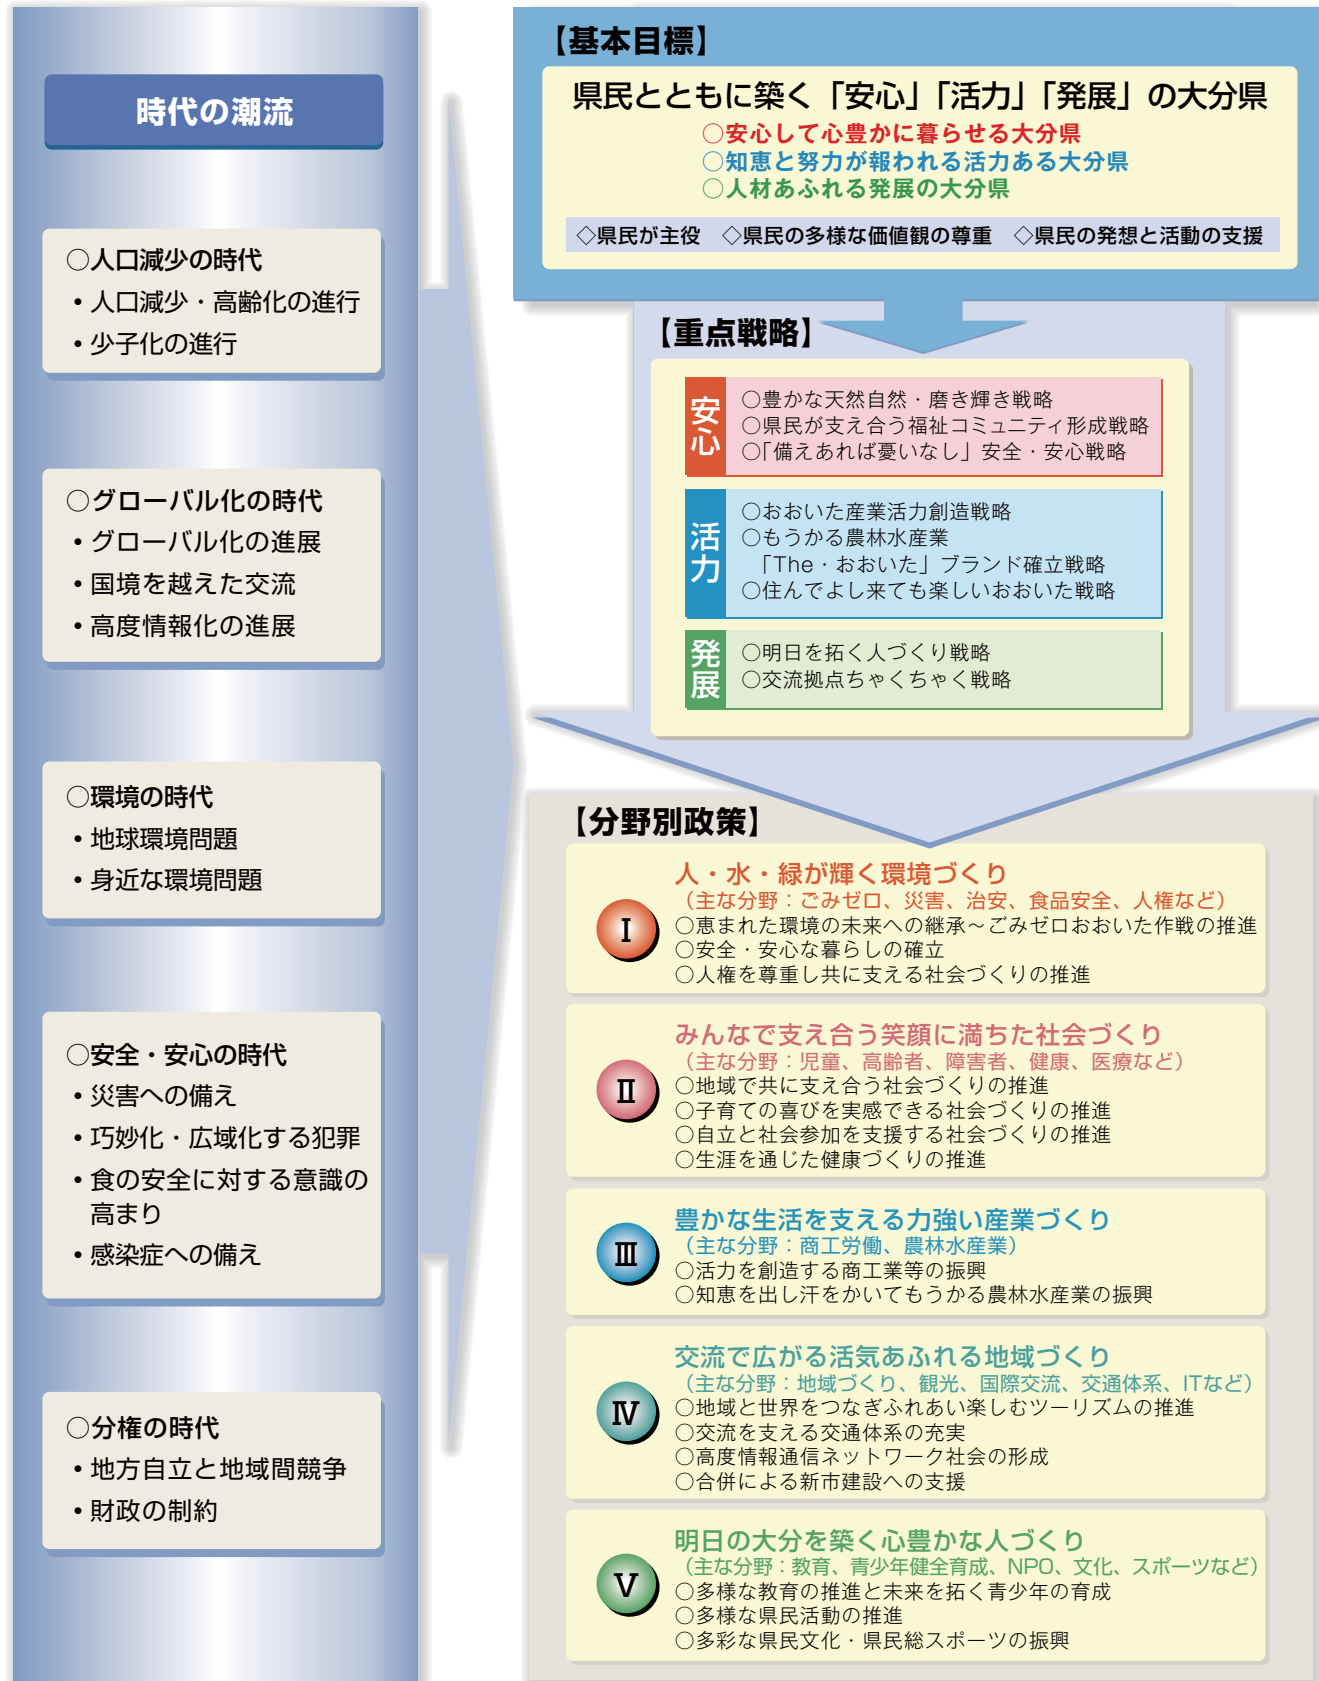 時代の潮流
○人口減少の時代
・人口減少・高齢化の進行
・少子化の進行
○グローバル化の時代
・グローバル化の進展
・国境を越えた交流
・高度情報化の進展
○環境の時代
・地球環境問題
・身近な環境問題
○安全・安心の時代
・災害への備え
・巧妙化・広域化する犯罪
・食の安全に対する意識の
高まり
・感染症への備え
○分権の時代
・地方自立と地域間競争
・財政の制約
【基本目標】
県民とともに築く「安心」「活力」「発展」の大分県
○安心して心豊かに暮らせる大分県
○知恵と努力が報われる活力ある大分県
○人材あふれる発展の大分県
◇県民が主役 ◇県民の多様な価値観の尊重 ◇県民の発想と活動の支援
【重点戦略】
安心
○豊かな天然自然・磨き輝き戦略
○県民が支え合う福祉コミュニティ形成戦略
○「備えあれば憂いなし」安全・安心戦略
活力
○おおいた産業活力創造戦略
○もうかる農林水産業
「The・おおいた」ブランド確立戦略
○住んでよし来ても楽しいおおいた戦略
発展
○明日を拓く人づくり戦略
○交流拠点ちゃくちゃく戦略
【分野別政策】
Ⅰ
人・水・緑が輝く環境づくり
（主な分野：ごみゼロ、災害、治安、食品安全、人権など）
○恵まれた環境の未来への継承～ごみゼロおおいた作戦の推進
○安全・安心な暮らしの確立
○人権を尊重し共に支える社会づくりの推進
Ⅱ
みんなで支え合う笑顔に満ちた社会づくり
（主な分野：児童、高齢者、障害者、健康、医療など）
○地域で共に支え合う社会づくりの推進
○子育ての喜びを実感できる社会づくりの推進
○自立と社会参加を支援する社会づくりの推進
○生涯を通じた健康づくりの推進
Ⅲ
豊かな生活を支える力強い産業づくり
（主な分野：商工労働、農林水産業）
○活力を創造する商工業等の振興
○知恵を出し汗をかいてもうかる農林水産業の振興
Ⅳ
交流で広がる活気あふれる地域づくり
（主な分野：地域づくり、観光、国際交流、交通体系、ITなど）
○地域と世界をつなぎふれあい楽しむツーリズムの推進
○交流を支える交通体系の充実
○高度情報通信ネットワーク社会の形成
○合併による新市建設への支援
Ⅴ
明日の大分を築く心豊かな人づくり
（主な分野：教育、青少年健全育成、NPO、文化、スポーツなど）
○多様な教育の推進と未来を拓く青少年の育成
○多様な県民活動の推進
○多彩な県民文化・県民総スポーツの振興